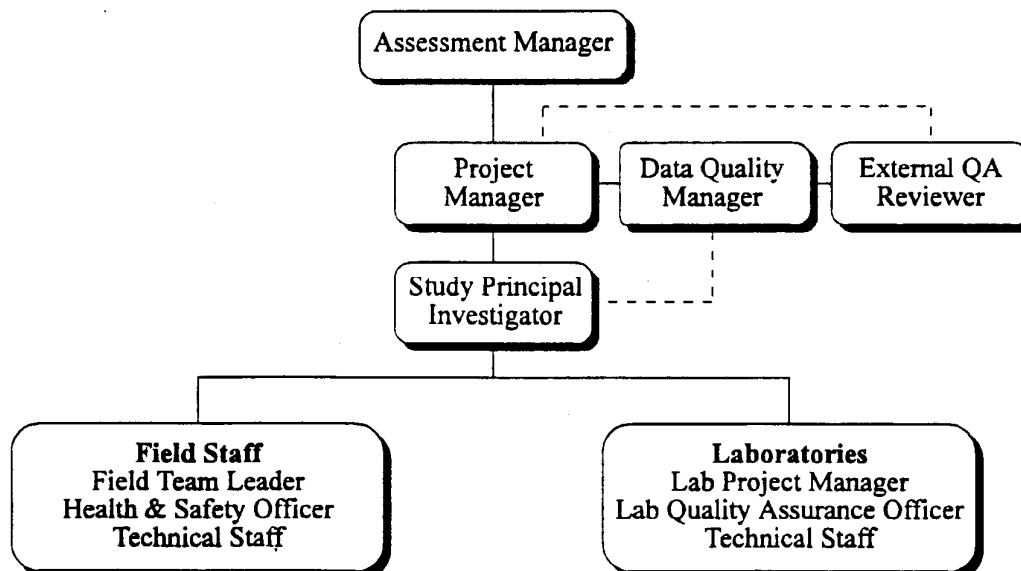 Assessment Manager
Project
Manager
Data Quality
Manager
External QA
Reviewer
Study Principal
Investigator
Field Staff
Field Team Leader
Health & Safety Officer
Technical Staff
Laboratories
Lab Project Manager
Lab Quality Assurance Officer
Technical Staff